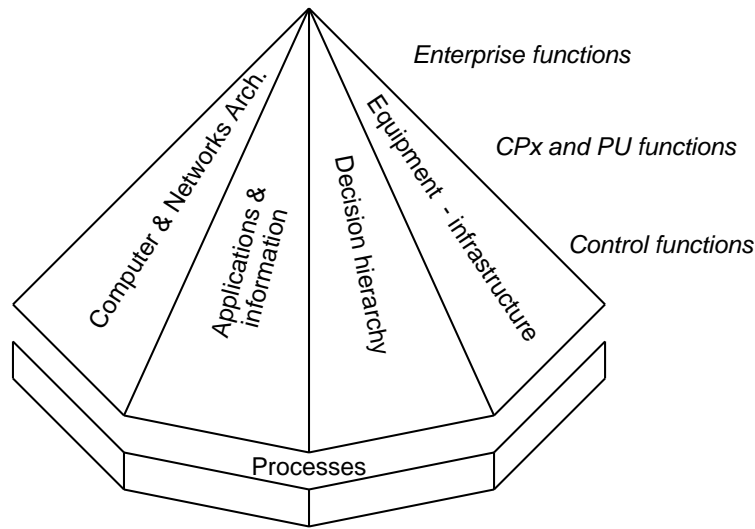 Enterprise functions
CPx and PU functions
Control functions
Computer & Networks Arch.
Applications &
information
Decision hierarchy
Equipment - infrastructure
Processes